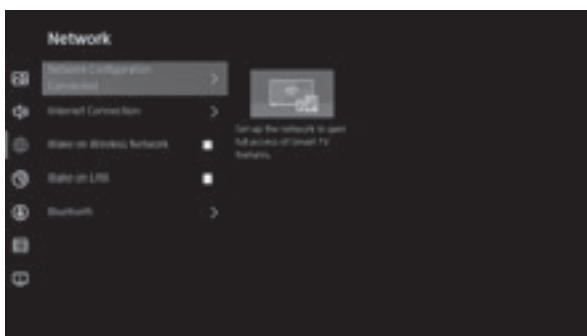 Network
Network Configuration
Connected
Internet Connection
Wake on Wireless Network
Wake on LAN
Bluetooth
Set up the network to gain
full access of Smart TV
features.